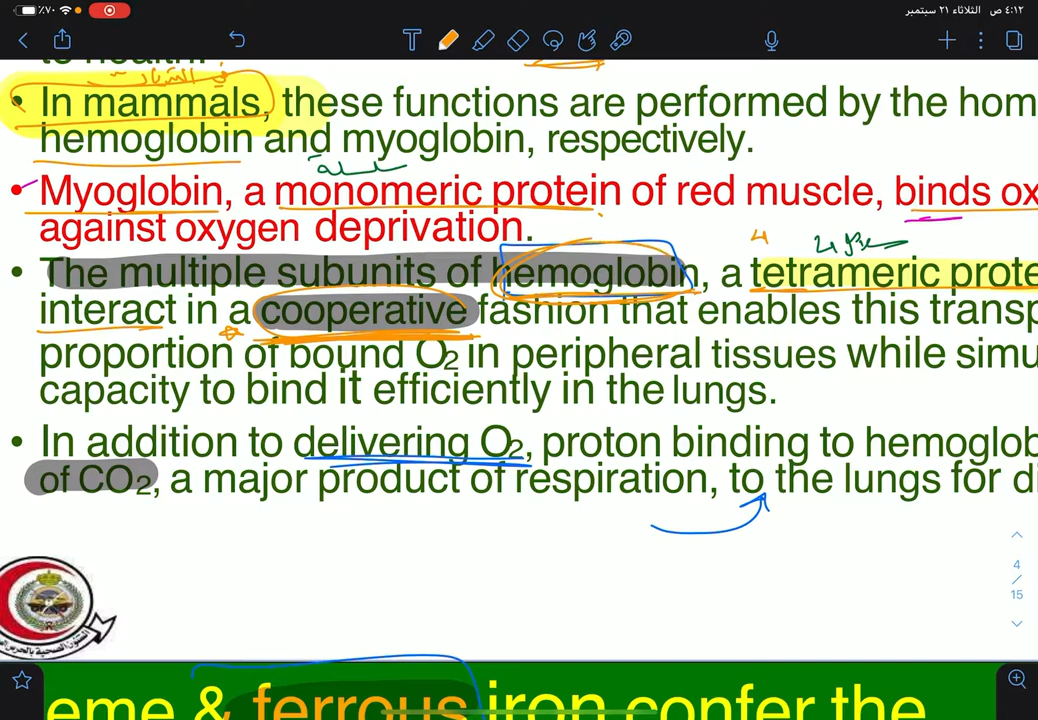 ٪٧٠
٤:١٢ ص الثلاثاء ٢١ سبتمبر
to health.
• In mammals, these functions are performed by the hom
hemoglobin and myoglobin, respectively.
• Myoglobin, a monomeric protein of red muscle, binds ox
against oxygen deprivation.
4
• The multiple subunits of hemoglobin, a tetrameric prote
interact in a cooperative fashion that enables this transp
proportion of bound O₂ in peripheral tissues while simu
capacity to bind it efficiently in the lungs.
• In addition to delivering O₂, proton binding to hemoglob
of CO₂, a major product of respiration, to the lungs for di
4
/
15
eme & ferrous iron confer the